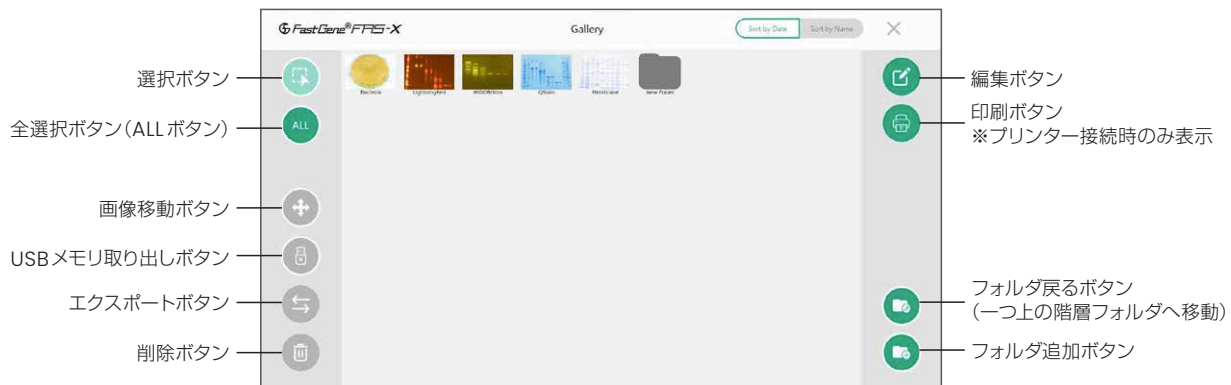 FastGene® FAS-X
Gallery
Sort by Date
Sort by Name
選択ボタン
全選択ボタン(ALLボタン)
ALL
画像移動ボタン
USBメモリ取り出しボタン
エクスポートボタン
削除ボタン
Bacteria
QStain
Membrane
New Folder
編集ボタン
印刷ボタン
※プリンター接続時のみ表示
フォルダ戻るボタン
(一つ上の階層フォルダへ移動)
フォルダ追加ボタン